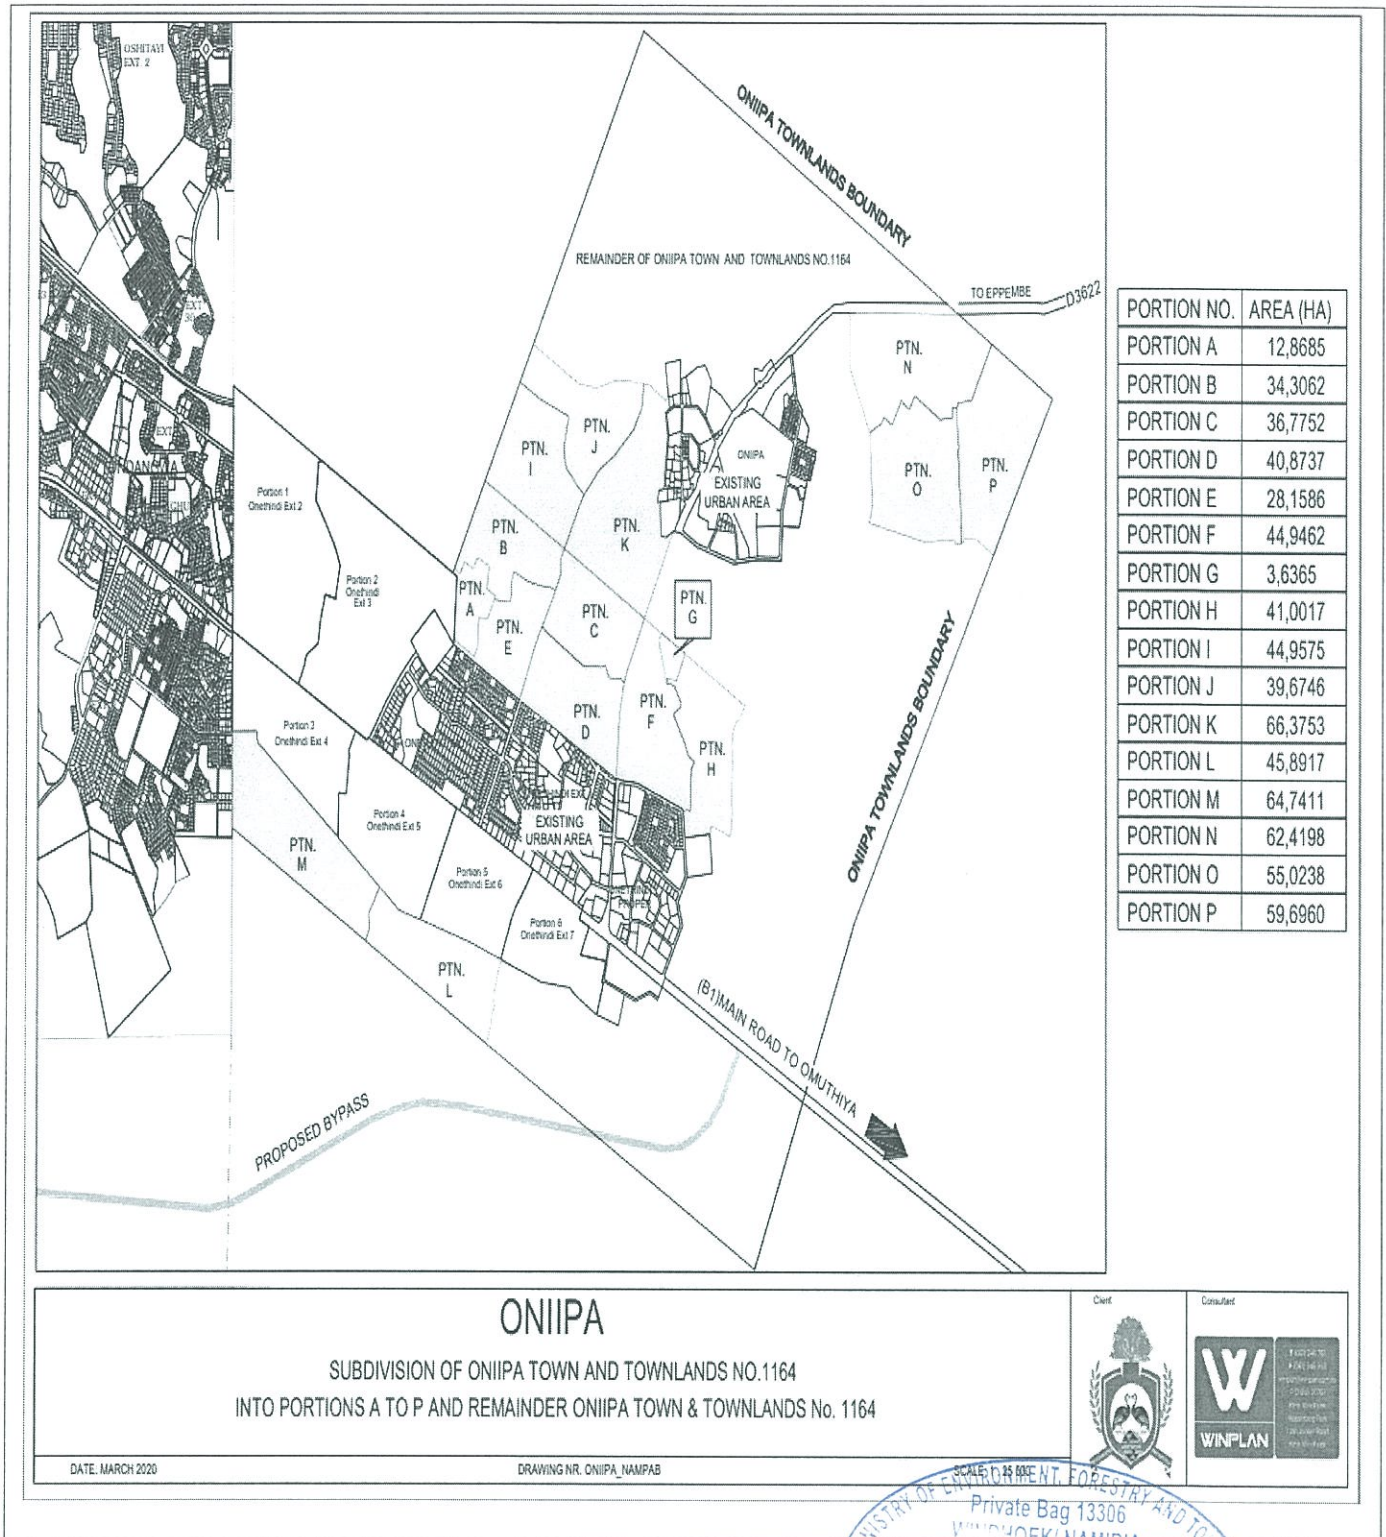 OSHITAYI
EXT. 2
ONIIPA TOWNLANDS BOUNDARY
REMAINDER OF ONIIPA TOWN AND TOWNLANDS NO.1164
TO EPPEMBE
D3622
PTN.
N
PTN.
J
PTN.
I
ONIIPA
EXISTING
URBAN AREA
PTN.
O
PTN.
P
Portion 1
Onethindi Ext 2
PTN.
B
PTN.
K
Portion 2
Onethindi
Ext 3
PTN.
A
PTN.
E
PTN.
C
PTN.
G
ONIIPA TOWNLANDS BOUNDARY
PTN.
D
PTN.
F
PTN.
H
Portion 3
Onethindi Ext 4
Portion 4
Onethindi Ext 5
EXISTING
URBAN AREA
PTN.
M
Portion 5
Onethindi Ext 6
Portion 6
Onethindi Ext 7
PTN.
L
(B1)MAIN ROAD TO OMUTHIYA
PROPOSED BYPASS
PORTION NO. AREA (HA)
PORTION A 12,8685
PORTION B 34,3062
PORTION C 36,7752
PORTION D 40,8737
PORTION E 28,1586
PORTION F 44,9462
PORTION G 3,6365
PORTION H 41,0017
PORTION I 44,9575
PORTION J 39,6746
PORTION K 66,3753
PORTION L 45,8917
PORTION M 64,7411
PORTION N 62,4198
PORTION O 55,0238
PORTION P 59,6960
ONIIPA
SUBDIVISION OF ONIIPA TOWN AND TOWNLANDS NO.1164
INTO PORTIONS A TO P AND REMAINDER ONIIPA TOWN & TOWNLANDS No. 1164
DATE. MARCH 2020
DRAWING NR. ONIIPA_NAMPAB
Client
Consultant
W
WINPLAN
OF ENVIRONMENT, FORESTRY AND
Private Bag 13306